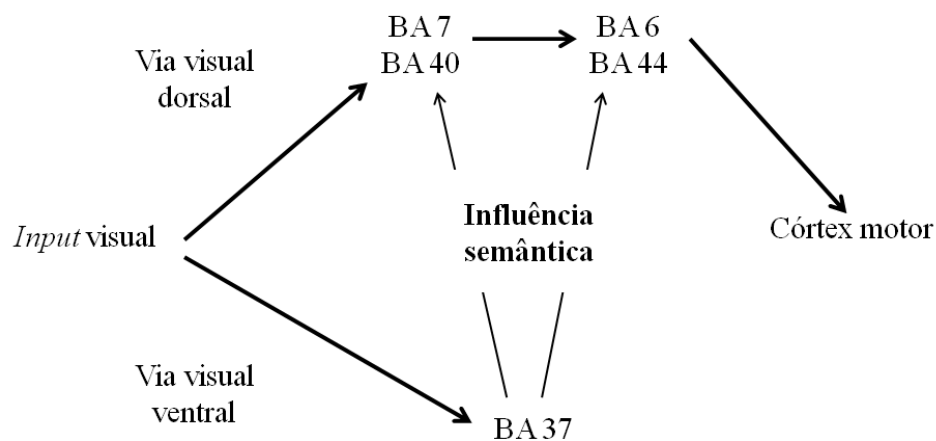 BA 7
BA 40
BA 6
BA 44
Via visual
dorsal
Input visual
Influência
semântica
Córtex motor
Via visual
ventral
BA 37